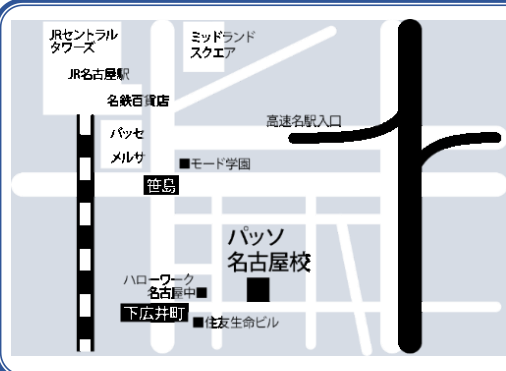 JRセントラル
タワーズ
ミッドランド
スクエア
JR名古屋駅
名鉄百貨店
高速名駅入口
パッセ
メルサ
■モード学園
笹島
パッソ
名古屋校
ハローワーク
名古屋中■
下広井町
■住友生命ビル